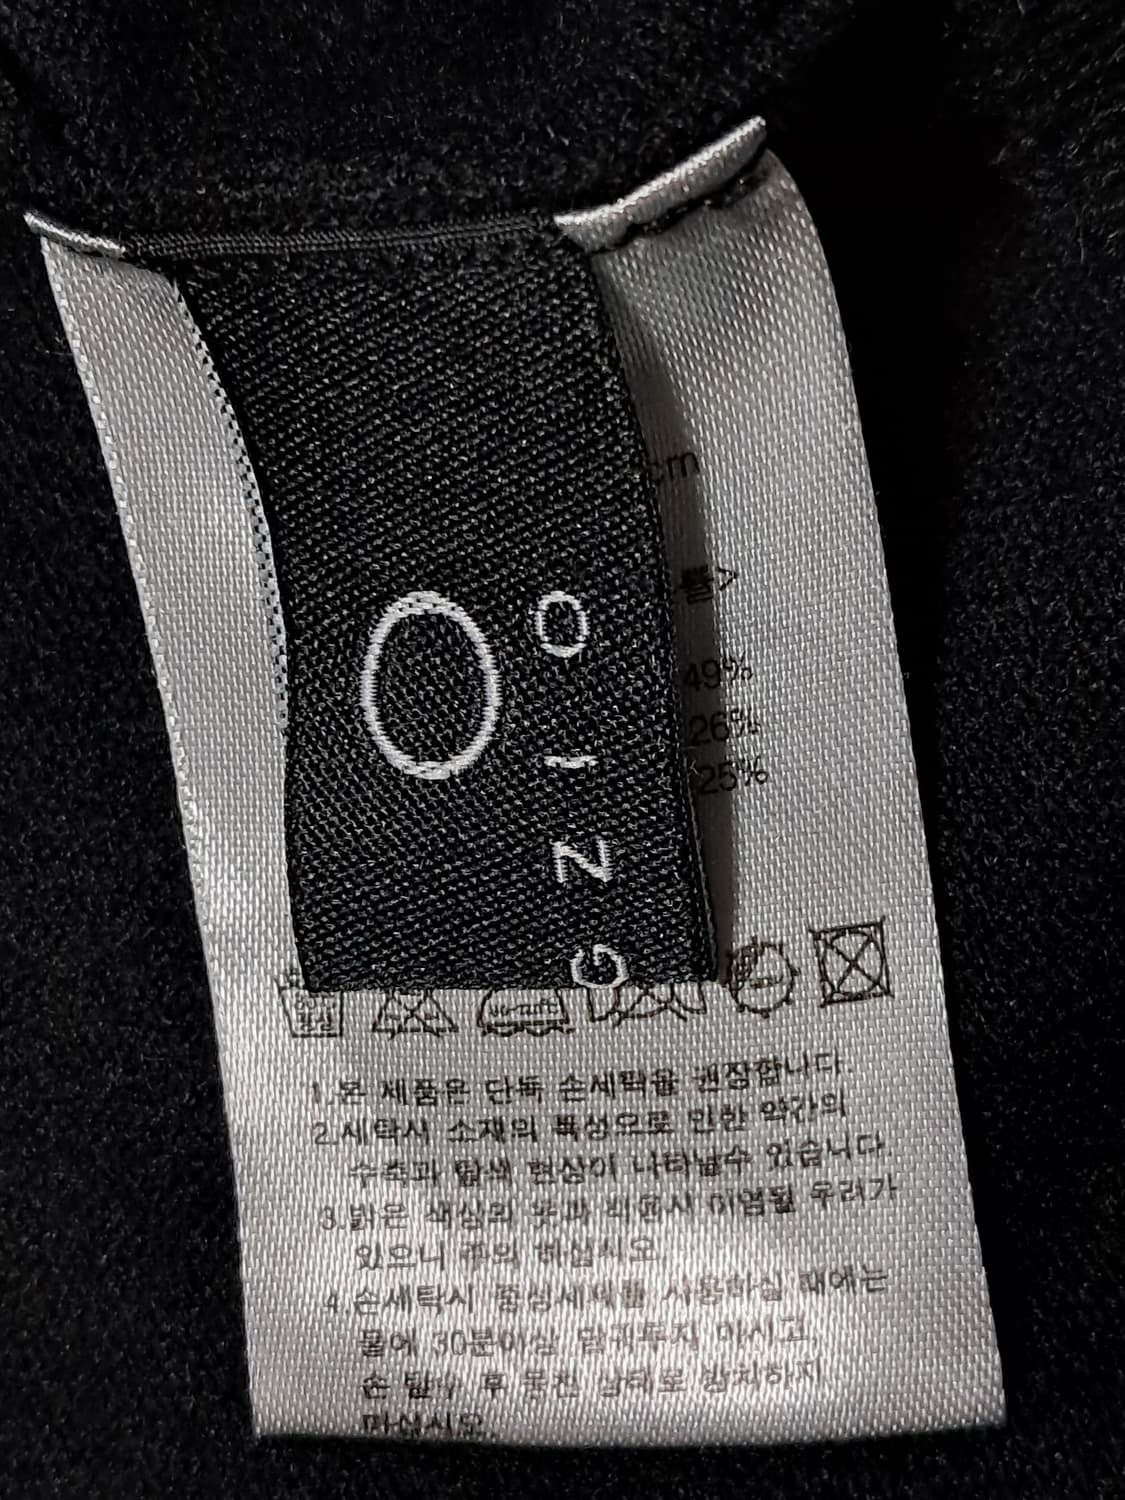 O
O I N G
cm
49%
26%
25%
1.본 제품은 단독 손세탁을 권장합니다.
2.세탁시 소재의 특성으로 인한 약간의
수축과 탈색 현상이 나타날수 있습니다.
3.밝은 색상의 옷과 착용시 이염될 우려가
있으니 주의 하십시오.
4.손세탁시 중성세제를 사용하실 때에는
물에 30분이상 담궈두지 마시고,
손 탈수 후 뭉친 상태로 방치하지
마십시오.